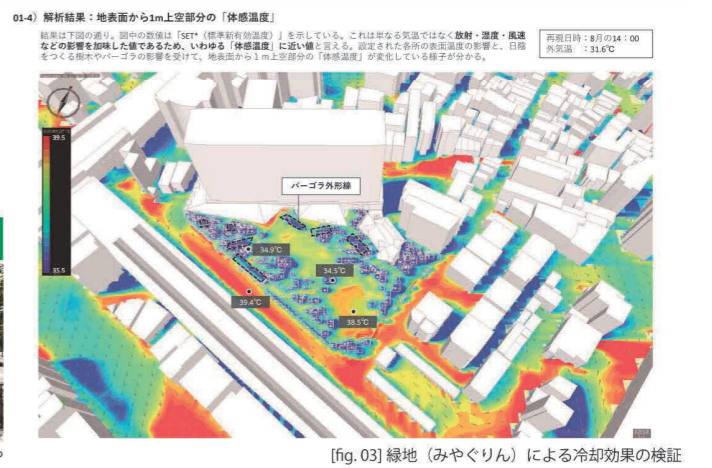 01-4）解析結果：地表面から1m上空部分の「体感温度」
結果は下図の通り。図中の数値は「SET*（標準新有効温度）」を示している。これは単なる気温ではなく放射・湿度・風速
などの影響を加味した値であるため、いわゆる「体感温度」に近い値と言える。設定された各所の表面温度の影響と、日陰
をつくる樹木やパーゴラの影響を受けて、地表面から１ｍ上空部分の「体感温度」が変化している様子が分かる。
再現日時：8月の14：00
外気温　：31.6℃
39.5
パーゴラ外形線
34.9℃
34.5℃
35.5
39.4℃
38.5℃
[fig. 03] 緑地（みやぐりん）による冷却効果の検証